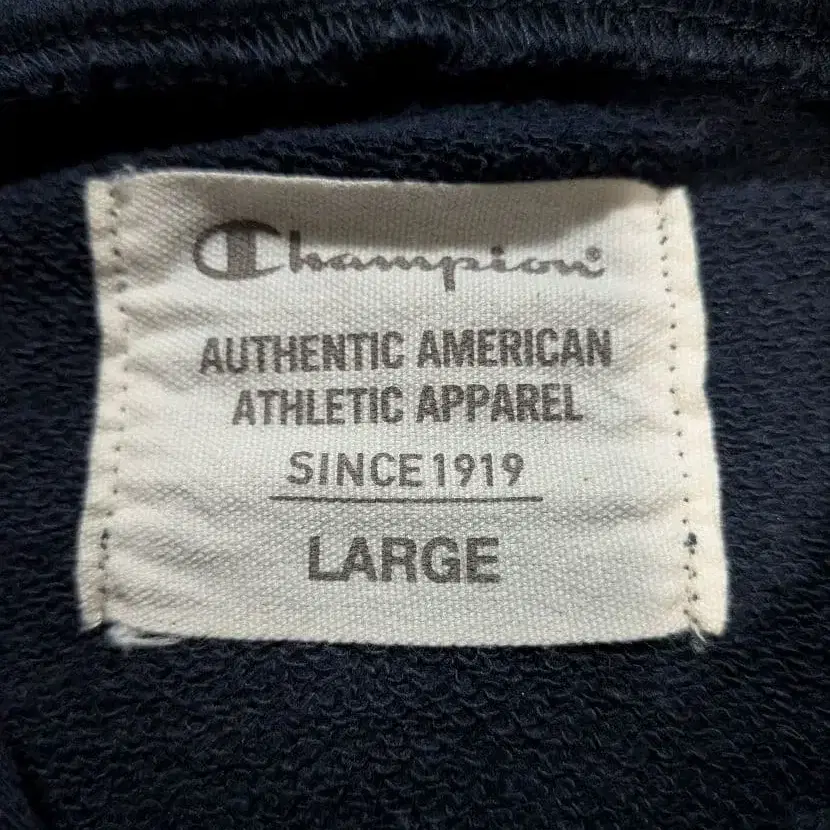 Champion®
AUTHENTIC AMERICAN
ATHLETIC APPAREL
SINCE 1919
LARGE